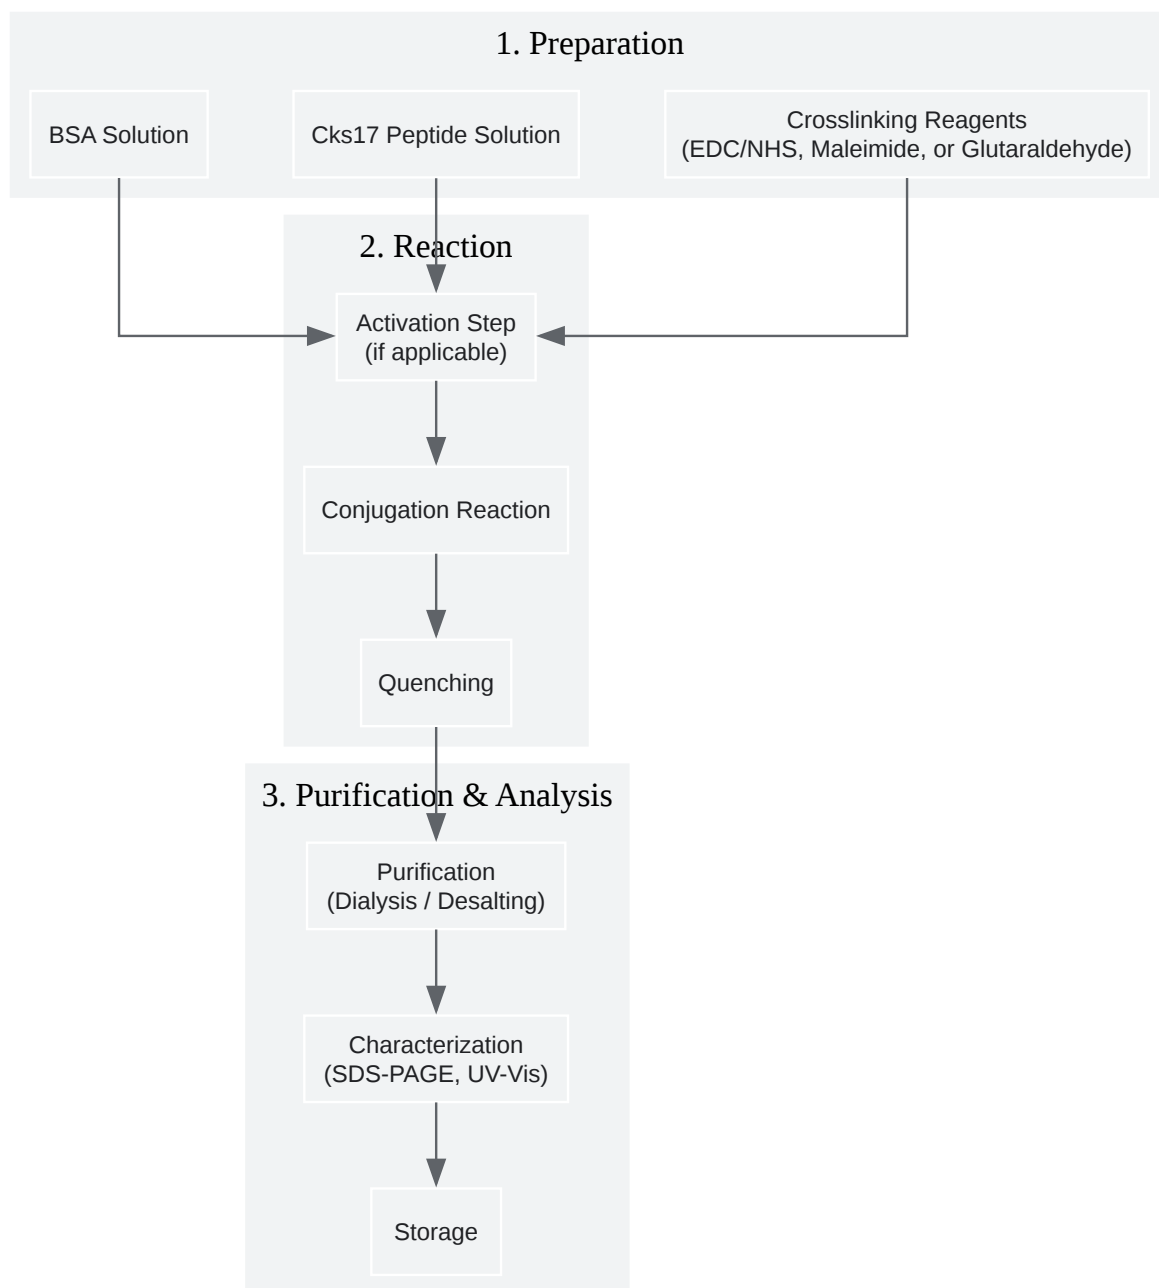 1. Preparation
BSA Solution
Cks17 Peptide Solution
Crosslinking Reagents
(EDC/NHS, Maleimide, or Glutaraldehyde)
2. Reaction
Activation Step
(if applicable)
Conjugation Reaction
Quenching
3. Purification & Analysis
Purification
(Dialysis / Desalting)
Characterization
(SDS-PAGE, UV-Vis)
Storage